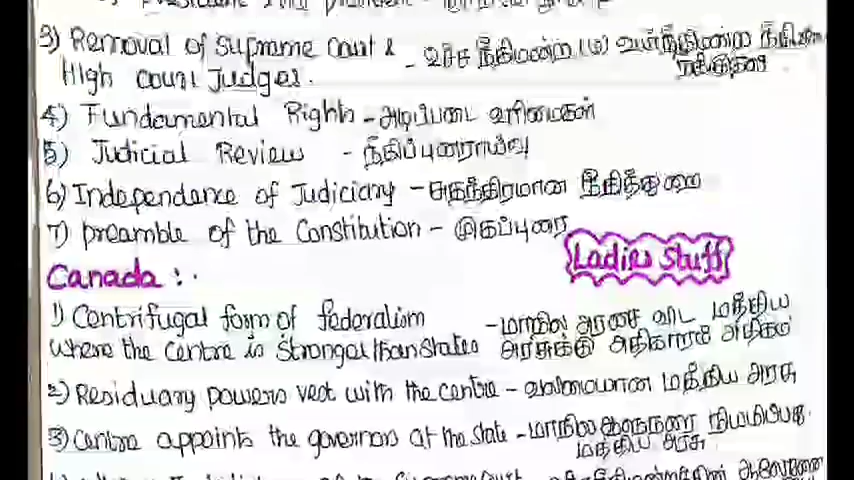 3) Removal of Supreme Court & - உச்ச நீதிமன்ற (ம) உயர்நீதிமன்ற
High Court Judges.
4) Fundamental Rights - அடிப்படை உரிமைகள்
5) Judicial Review - நீதிப்புனராய்வு
6) Independence of Judiciary - சுதந்திரமான நீதித்துறை
7) Preamble of the Constitution - முகப்புரை
Ladies Stuff
Canada :-
1) Centrifugal form of federalism - மாநில அரசை விட மத்திய
where the Centre is Stronger than States அரசுக்கு அதிகாரம் அதிகம்
2) Residuary powers vest with the centre - வலிமையான மத்திய அரசு
3) Centre appoints the governors at the State - மாநில ஆளுநரை நியமிப்பது
மத்திய அரசு